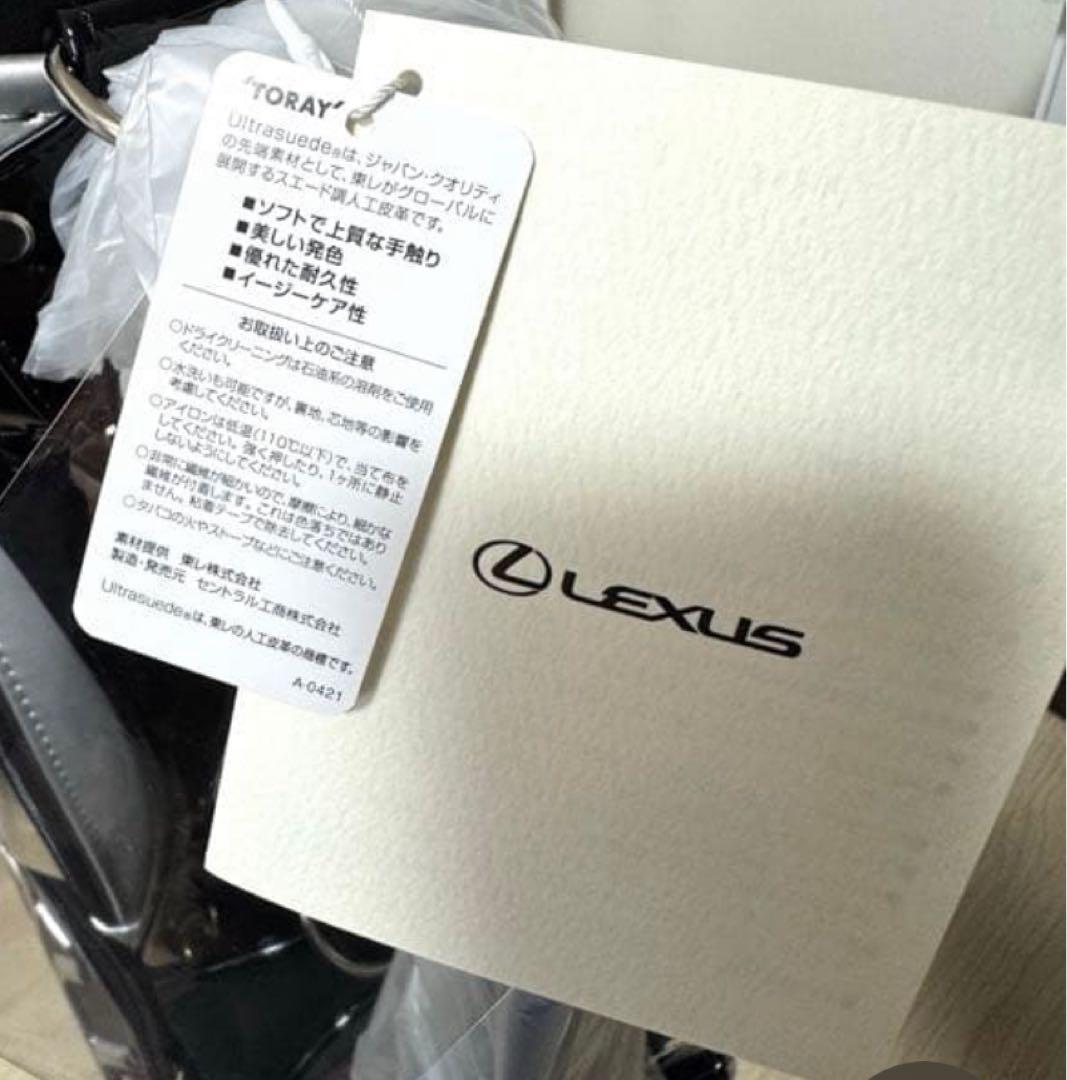 "TORAY"
Ultrasuede®は、ジャパン・クオリティ
の先端素材として、東レがグローバルに
展開するスエード調人工皮革です。
■ソフトで上質な手触り
■美しい発色
■優れた耐久性
■イージーケア性
お取扱い上のご注意
○ドライクリーニングは石油系の溶剤をご使用
ください。
○水洗いも可能ですが、裏地、芯地等の影響を
考慮してください。
○アイロンは低温(110℃以下)で、当て布を
してください。強く押したり、1ヶ所に静止
しないようにしてください。
○非常に繊維が細かいので、摩擦により、細かな
繊維が付着します。これは色落ちではあり
ません。粘着テープで除去してください。
○タバコの火やストーブなどにご注意ください。
素材提供 東レ株式会社
製造・発売元 セントラル工商株式会社
Ultrasuede®は、東レの人工皮革の商標です。
A-0421
LEXUS